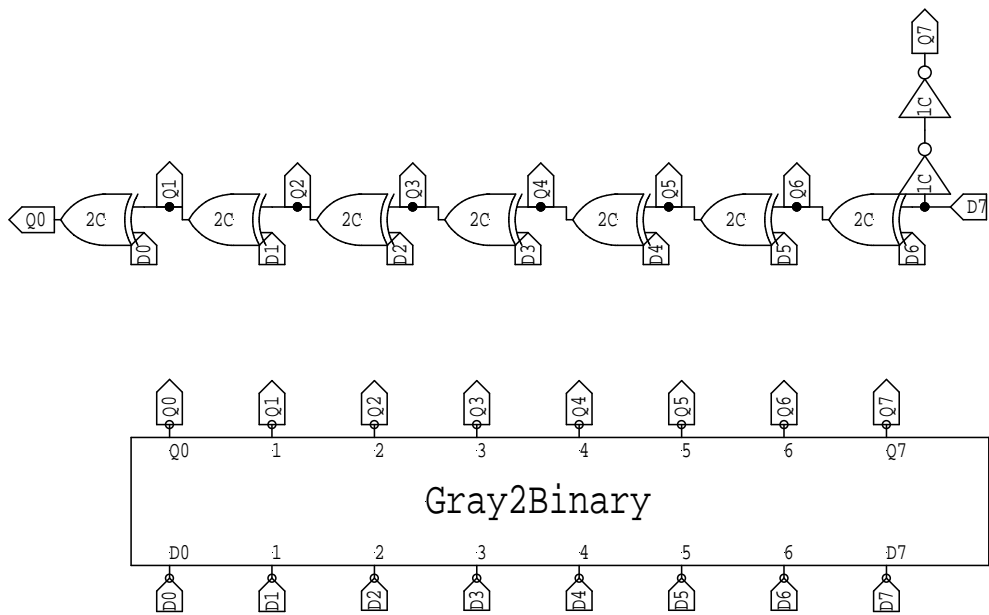 Q7
1C
1C
Q1 Q2 Q3 Q4 Q5 Q6
Q0 2C 2C 2C 2C 2C 2C 2C D7
D0 D1 D2 D3 D4 D5 D6
Q0 Q1 Q2 Q3 Q4 Q5 Q6 Q7
Q0 1 2 3 4 5 6 Q7
Gray2Binary
D0 1 2 3 4 5 6 D7
D0 D1 D2 D3 D4 D5 D6 D7